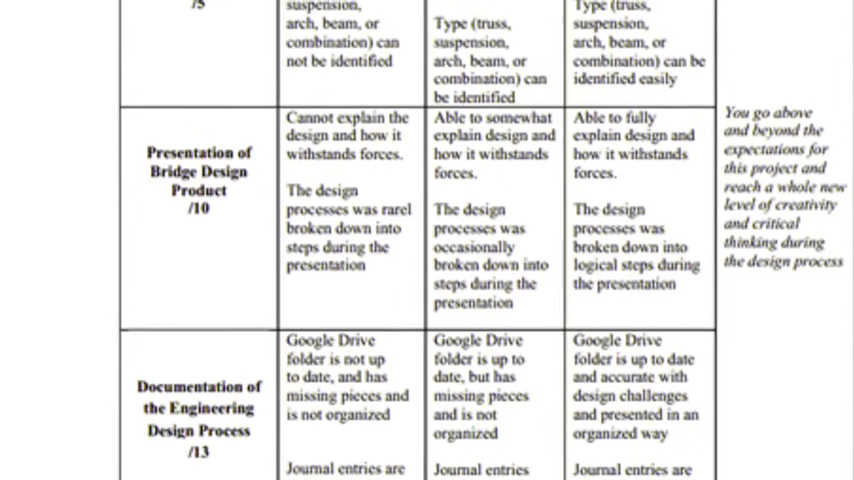 /5
suspension,
arch, beam, or
combination) can
not be identified
Type (truss,
suspension,
arch, beam, or
combination) can
be identified
Type (truss,
suspension,
arch, beam, or
combination) can be
identified easily
Presentation of
Bridge Design
Product
/10
Cannot explain the
design and how it
withstands forces.
The design
processes was rarel
broken down into
steps during the
presentation
Able to somewhat
explain design and
how it withstands
forces.
The design
processes was
occasionally
broken down into
steps during the
presentation
Able to fully
explain design and
how it withstands
forces.
The design
processes was
broken down into
logical steps during
the presentation
You go above
and beyond the
expectations for
this project and
reach a whole new
level of creativity
and critical
thinking during
the design process
Documentation of
the Engineering
Design Process
/13
Google Drive
folder is not up
to date, and has
missing pieces and
is not organized
Journal entries are
Google Drive
folder is up to
date, but has
missing pieces
and is not
organized
Journal entries
Google Drive
folder is up to date
and accurate with
design challenges
and presented in an
organized way
Journal entries are